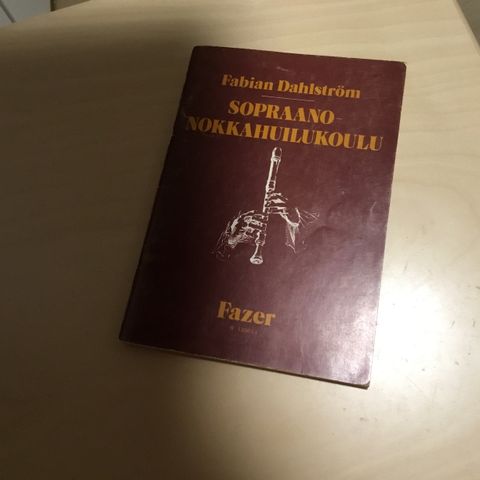 Fabian Dahlström
SOPRAANO-
NOKKAHUILUKOULU
Fazer